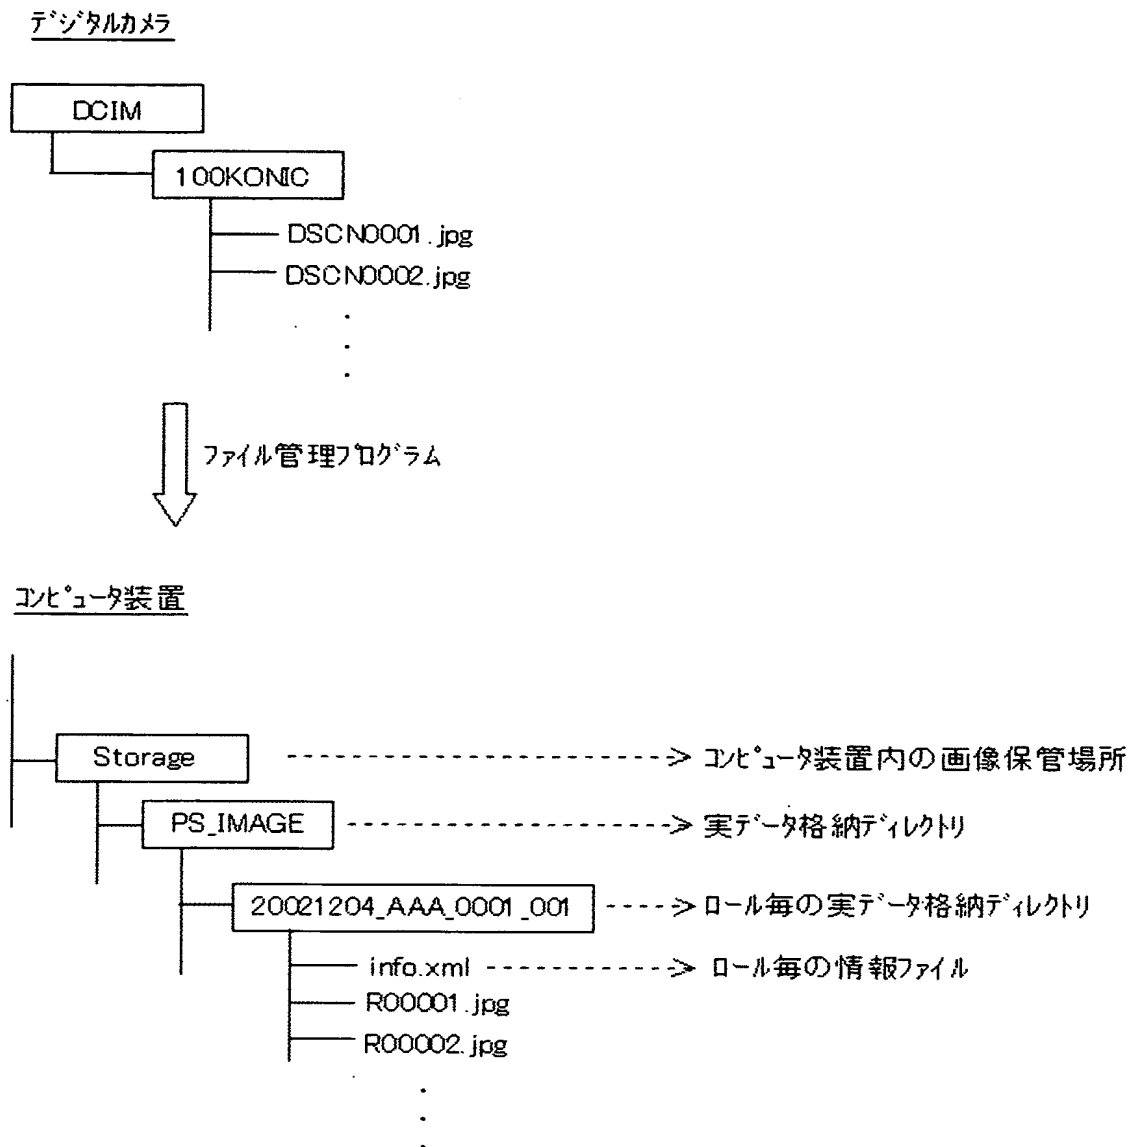 デジタルカメラ
DCIM
100KONIC
DSCN0001.jpg
DSCN0002.jpg
ファイル管理プログラム
コンピュータ装置
Storage
コンピュータ装置内の画像保管場所
PS_IMAGE
実データ格納ディレクトリ
20021204_AAA_0001_001
ロール毎の実データ格納ディレクトリ
info.xml
ロール毎の情報ファイル
R00001.jpg
R00002.jpg